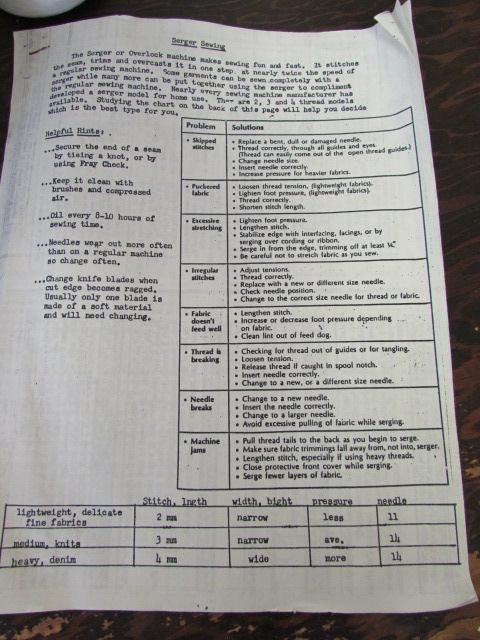 Serger Sewing
The Serger or Overlock machine makes sewing fun and fast. It stitches
the seam, trims and overcasts it in one step, at nearly twice the speed of
a regular sewing machine. Some garments can be sewn completely with a
serger while many more can be put together using the serger to compliment
the regular sewing machine. Nearly every sewing machine manufacturer has
developed a serger model for home use. There are 2, 3 and 4 thread models
available. Studying the chart on the back of this page will help you decide
which is the best type for you.
Helpful Hints:
...Secure the end of a seam
by tieing a knot, or by
using Fray Check.
...Keep it clean with
brushes and compressed
air.
...Oil every 8-10 hours of
sewing time.
...Needles wear out more often
than on a regular machine
so change often.
...Change knife blades when
cut edge becomes ragged.
Usually only one blade is
made of a soft material
and will need changing.
Problem Solutions
• Skipped stitches
• Replace a bent, dull or damaged needle.
• Thread correctly, through all guides and eyes.
(Thread can easily come out of the open thread guides.)
• Change needle size.
• Insert needle correctly.
• Increase pressure for heavier fabrics.
• Puckered fabric
• Loosen thread tension, (lightweight fabrics).
• Lighten foot pressure, (lightweight fabrics).
• Thread correctly.
• Shorten stitch length.
• Excessive stretching
• Lighten foot pressure.
• Lengthen stitch.
• Stabilize edge with interfacing, facings, or by
serging over cording or ribbon.
• Serge in from the edge, trimming off at least ¼"
• Be careful not to stretch fabric as you sew.
• Irregular stitches
• Adjust tensions.
• Thread correctly.
• Replace with a new or different size needle.
• Check needle position.
• Change to the correct size needle for thread or fabric.
• Fabric doesn't feed well
• Lengthen stitch.
• Increase or decrease foot pressure depending
on fabric.
• Clean lint out of feed dog.
• Thread is breaking
• Checking for thread out of guides or for tangling.
• Loosen tension.
• Release thread if caught in spool notch.
• Insert needle correctly.
• Change to a new, or a different size needle.
• Needle breaks
• Change to a new needle.
• Insert the needle correctly.
• Change to a larger needle.
• Avoid excessive pulling of fabric while serging.
• Machine jams
• Pull thread tails to the back as you begin to serge.
• Make sure fabric trimmings fall away from, not into, serger.
• Lengthen stitch, especially if using heavy threads.
• Close protective front cover while serging.
• Serge fewer layers of fabric.
Stitch, lngth width, bight pressure needle
lightweight, delicate fine fabrics 2 mm narrow less 11
medium, knits 3 mm narrow ave. 14
heavy, denim 4 mm wide more 14